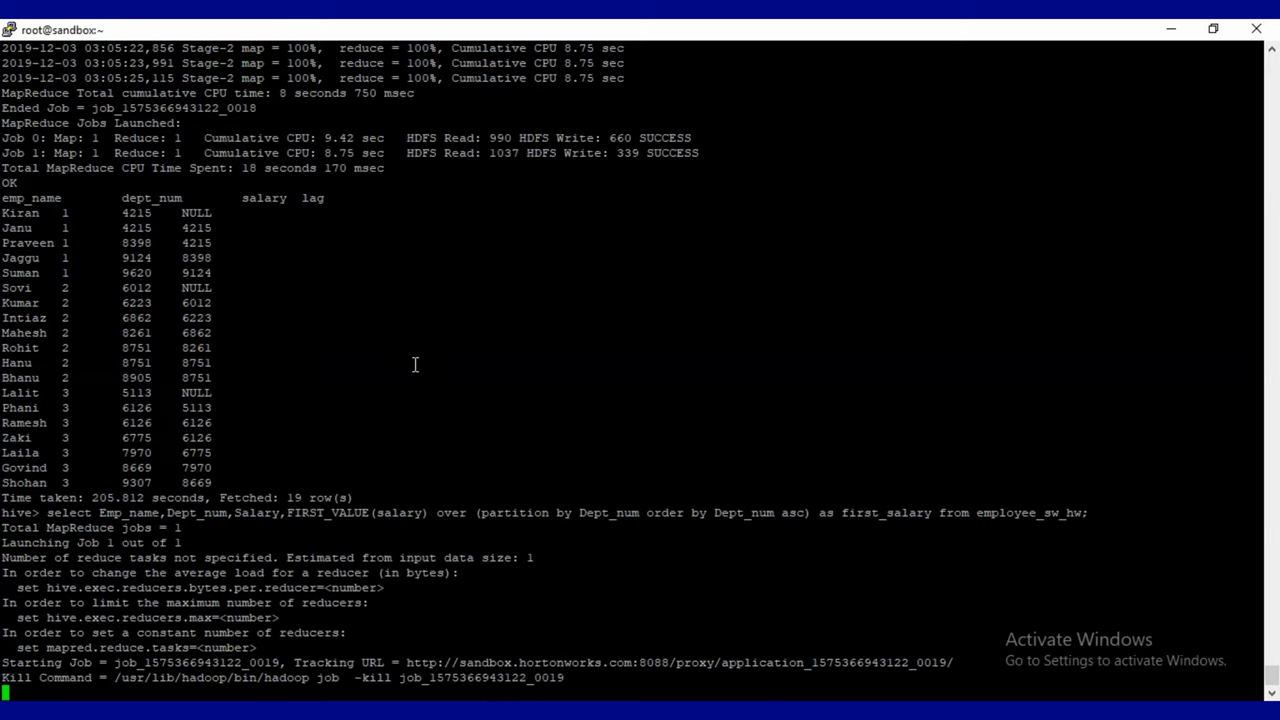 root@sandbox:~
2019-12-03 03:05:22,856 Stage-2 map = 100%,  reduce = 100%, Cumulative CPU 8.75 sec
2019-12-03 03:05:23,991 Stage-2 map = 100%,  reduce = 100%, Cumulative CPU 8.75 sec
2019-12-03 03:05:25,115 Stage-2 map = 100%,  reduce = 100%, Cumulative CPU 8.75 sec
MapReduce Total cumulative CPU time: 8 seconds 750 msec
Ended Job = job_1575366943122_0018
MapReduce Jobs Launched:
Job 0: Map: 1  Reduce: 1   Cumulative CPU: 9.42 sec   HDFS Read: 990 HDFS Write: 660 SUCCESS
Job 1: Map: 1  Reduce: 1   Cumulative CPU: 8.75 sec   HDFS Read: 1037 HDFS Write: 339 SUCCESS
Total MapReduce CPU Time Spent: 18 seconds 170 msec
OK
emp_name        dept_num        salary  lag
Kiran   1       4215    NULL
Janu    1       4215    4215
Praveen 1       8398    4215
Jaggu   1       9124    8398
Suman   1       9620    9124
Sovi    2       6012    NULL
Kumar   2       6223    6012
Intiaz  2       6862    6223
Mahesh  2       8261    6862
Rohit   2       8751    8261
Hanu    2       8751    8751
Bhanu   2       8905    8751
Lalit   3       5113    NULL
Phani   3       6126    5113
Ramesh  3       6126    6126
Zaki    3       6775    6126
Laila   3       7970    6775
Govind  3       8669    7970
Shohan  3       9307    8669
Time taken: 205.812 seconds, Fetched: 19 row(s)
hive> select Emp_name,Dept_num,Salary,FIRST_VALUE(salary) over (partition by Dept_num order by Dept_num asc) as first_salary from employee_sw_hw;
Total MapReduce jobs = 1
Launching Job 1 out of 1
Number of reduce tasks not specified. Estimated from input data size: 1
In order to change the average load for a reducer (in bytes):
  set hive.exec.reducers.bytes.per.reducer=<number>
In order to limit the maximum number of reducers:
  set hive.exec.reducers.max=<number>
In order to set a constant number of reducers:
  set mapred.reduce.tasks=<number>
Starting Job = job_1575366943122_0019, Tracking URL = http://sandbox.hortonworks.com:8088/proxy/application_1575366943122_0019/
Kill Command = /usr/lib/hadoop/bin/hadoop job  -kill job_1575366943122_0019
Activate Windows
Go to Settings to activate Windows.